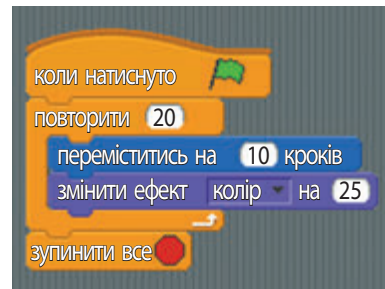 коли натиснуто
повторити 20
переміститись на 10 кроків
змінити ефект колір на 25
зупинити все